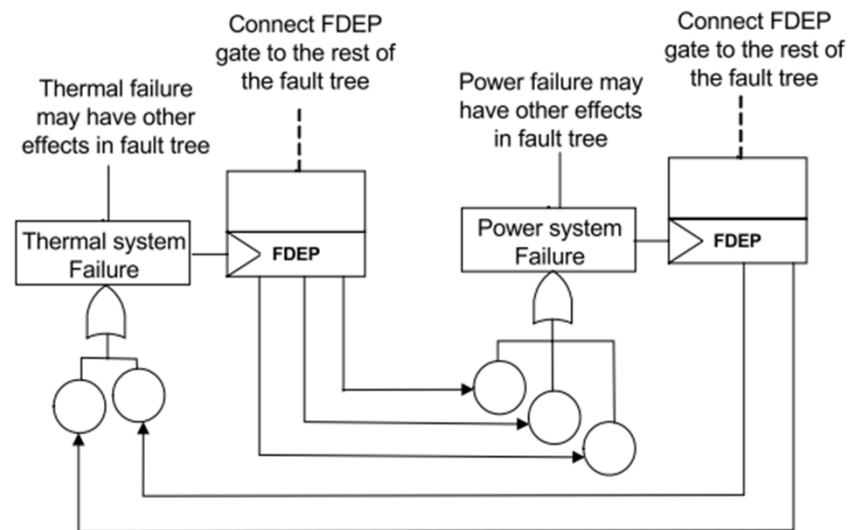 Connect FDEP
gate to the rest of
the fault tree
Connect FDEP
gate to the rest of
the fault tree
Thermal failure
may have other
effects in fault tree
Power failure may
have other effects
in fault tree
Thermal system
Failure
FDEP
Power system
Failure
FDEP